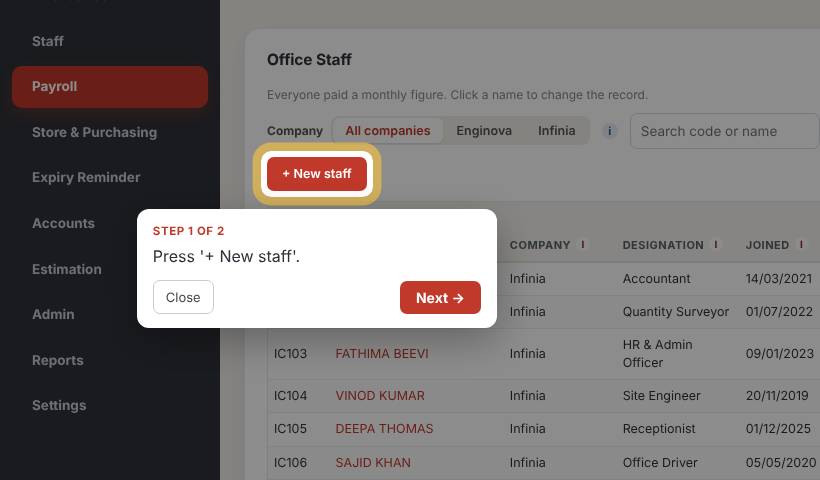 Staff
Payroll
Store & Purchasing
Expiry Reminder
Accounts
Estimation
Admin
Reports
Settings
Office Staff
Everyone paid a monthly figure. Click a name to change the record.
Company All companies Enginova Infinia i Search code or name
+ New staff
STEP 1 OF 2
Press '+ New staff'.
Close Next →
COMPANY i DESIGNATION i JOINED i
Infinia Accountant 14/03/2021
Infinia Quantity Surveyor 01/07/2022
IC103 FATHIMA BEEVI Infinia HR & Admin Officer 09/01/2023
IC104 VINOD KUMAR Infinia Site Engineer 20/11/2019
IC105 DEEPA THOMAS Infinia Receptionist 01/12/2025
IC106 SAJID KHAN Infinia Office Driver 05/05/2020